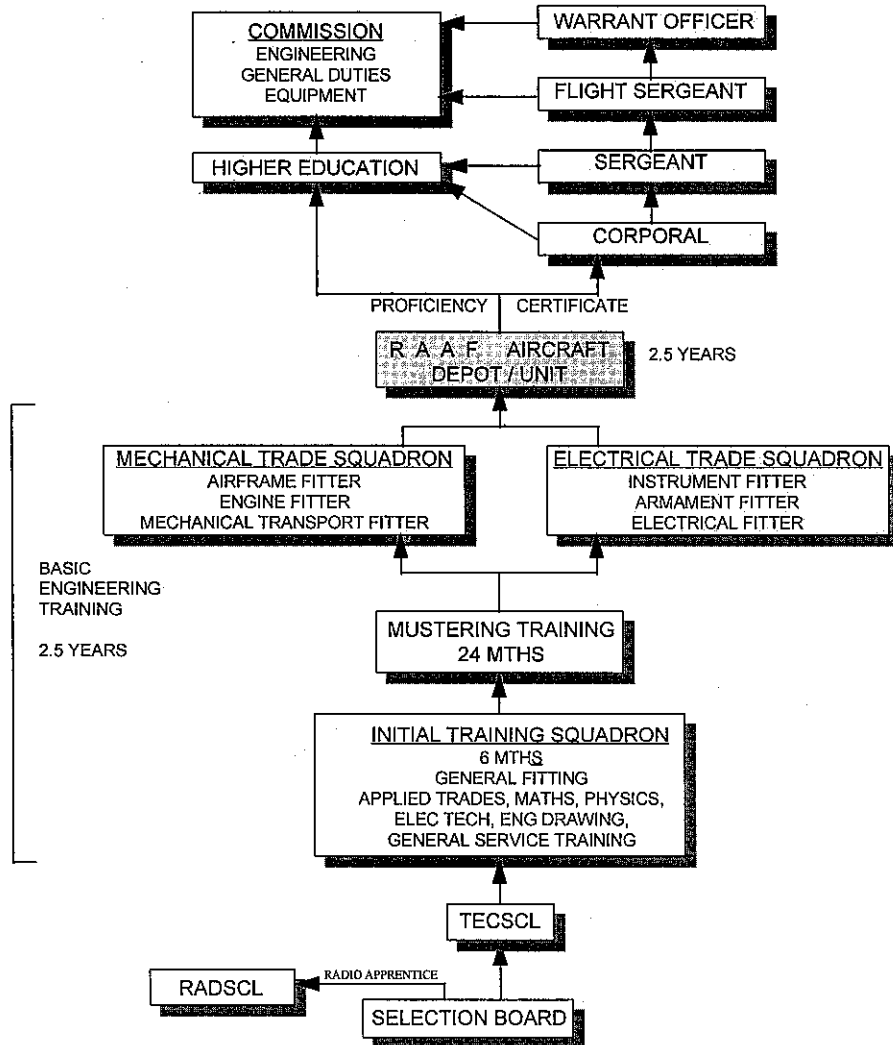 COMMISSION
ENGINEERING
GENERAL DUTIES
EQUIPMENT
WARRANT OFFICER
FLIGHT SERGEANT
HIGHER EDUCATION
SERGEANT
CORPORAL
PROFICIENCY CERTIFICATE
R A A F AIRCRAFT
DEPOT / UNIT
2.5 YEARS
MECHANICAL TRADE SQUADRON
AIRFRAME FITTER
ENGINE FITTER
MECHANICAL TRANSPORT FITTER
ELECTRICAL TRADE SQUADRON
INSTRUMENT FITTER
ARMAMENT FITTER
ELECTRICAL FITTER
BASIC
ENGINEERING
TRAINING
2.5 YEARS
MUSTERING TRAINING
24 MTHS
INITIAL TRAINING SQUADRON
6 MTHS
GENERAL FITTING
APPLIED TRADES, MATHS, PHYSICS,
ELEC TECH, ENG DRAWING,
GENERAL SERVICE TRAINING
TECSCL
RADIO APPRENTICE
RADSCL
SELECTION BOARD